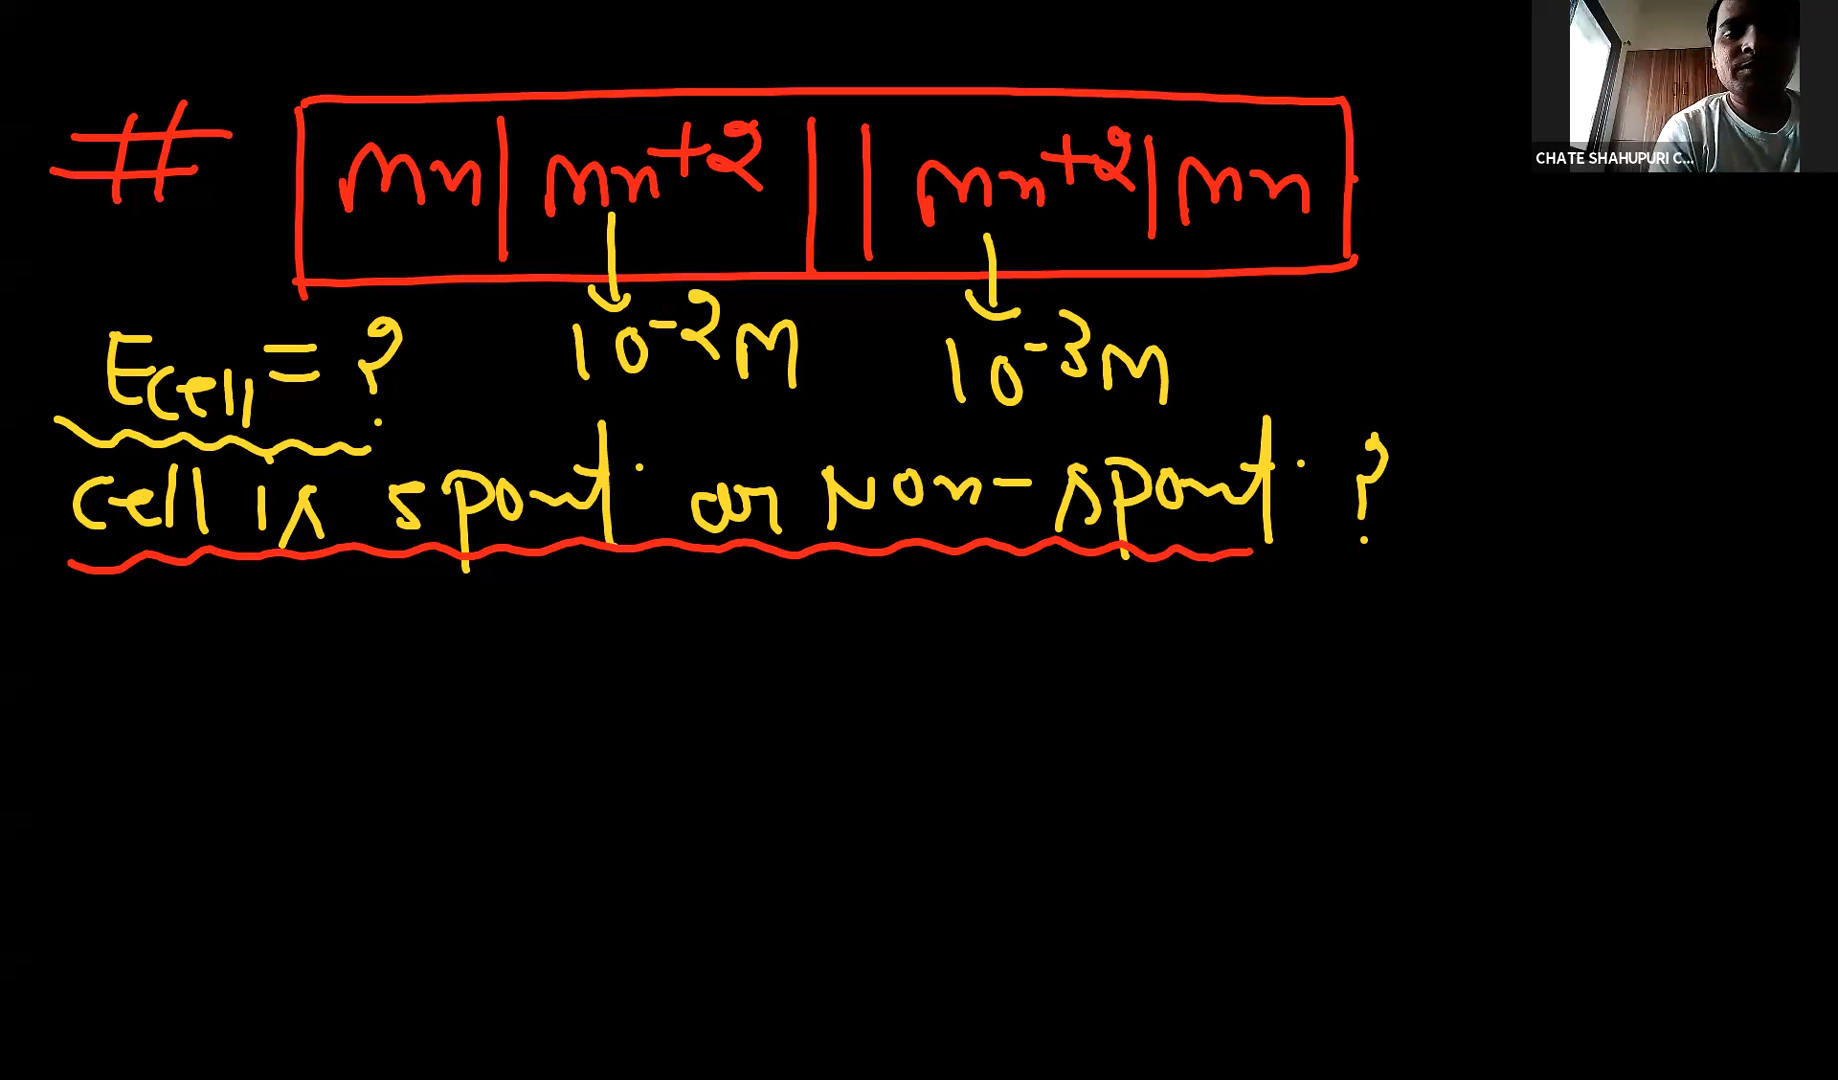 # mn | mn+2 || mn+2 | mn
CHATE SHAHUPURI C...
10-2M 10-3M
Ecell = ?
cell is spont. or Non-spont. ?